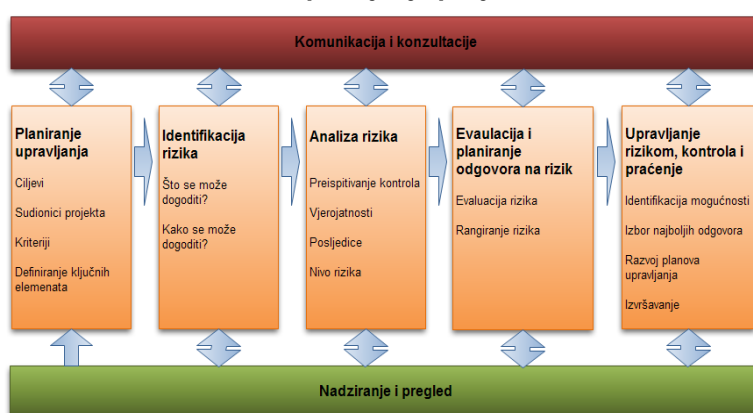 Komunikacija i konzultacije
Planiranje
upravljanja
Ciljevi
Sudionici projekta
Kriteriji
Definiranje ključnih
elemenata
Identifikacija
rizika
Što se može
dogoditi?
Kako se može
dogoditi?
Analiza rizika
Preispitivanje kontrola
Vjerojatnosti
Posljedice
Nivo rizika
Evaulacija i
planiranje
odgovora na rizik
Evaluacija rizika
Rangiranje rizika
Upravljanje
rizikom, kontrola i
praćenje
Identifikacija mogućnosti
Izbor najboljih odgovora
Razvoj planova
upravljanja
Izvršavanje
Nadziranje i pregled